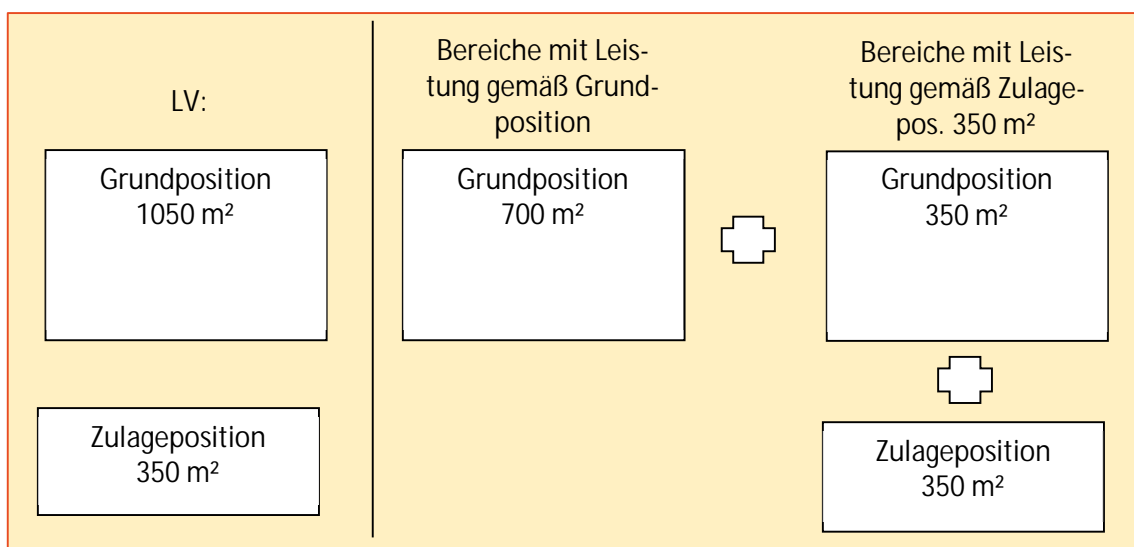 LV:
Grundposition
1050 m²
Zulageposition
350 m²
Bereiche mit Leis-
tung gemäß Grund-
position
Grundposition
700 m²
Bereiche mit Leis-
tung gemäß Zulage-
pos. 350 m²
Grundposition
350 m²
Zulageposition
350 m²